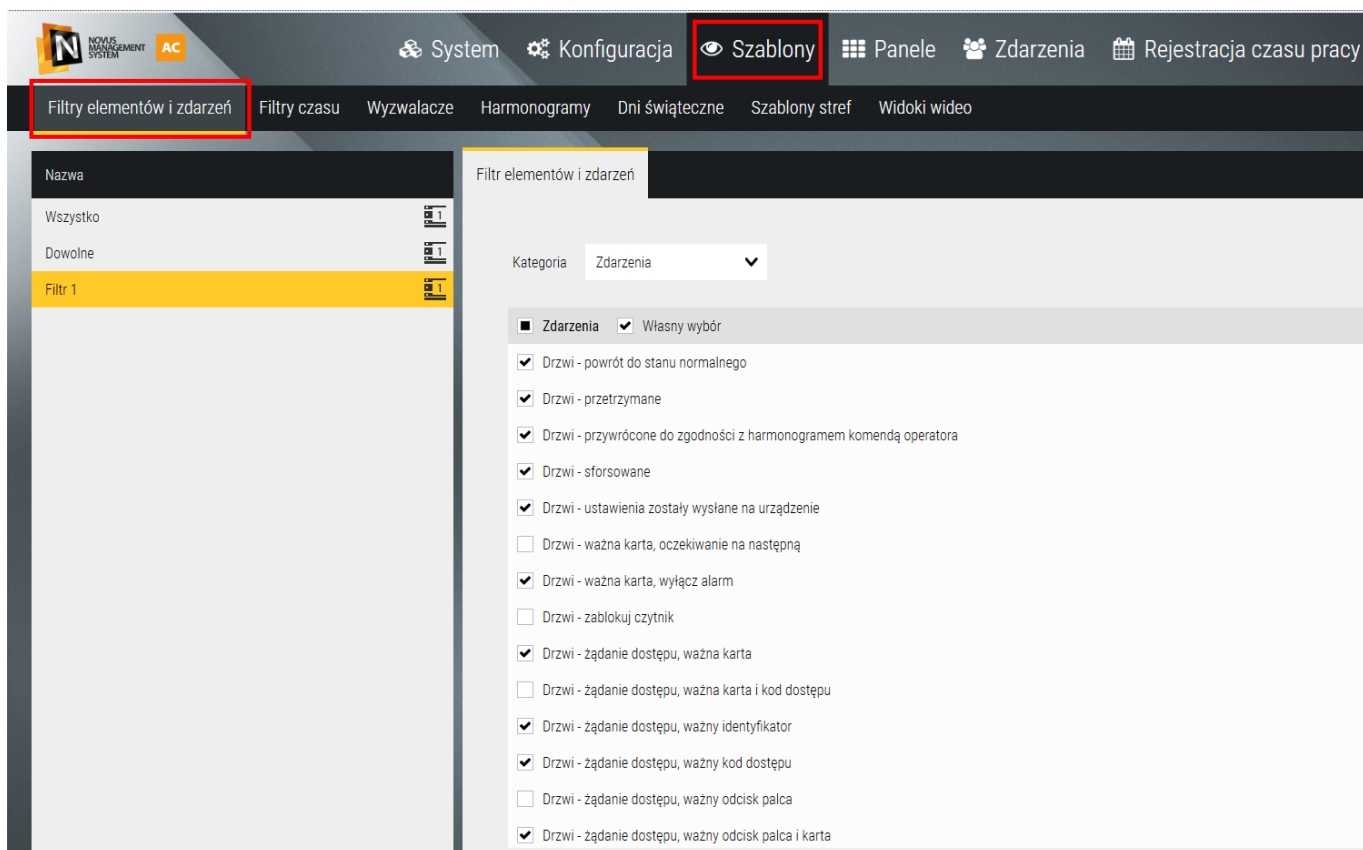 NOVUS
MANAGEMENT
SYSTEM
AC
System Konfiguracja Szablony Panele Zdarzenia Rejestracja czasu pracy
Filtry elementów i zdarzeń Filtry czasu Wyzwalacze Harmonogramy Dni świąteczne Szablony stref Widoki wideo
Nazwa
Wszystko 1
Dowolne 1
Filtr 1 1
Filtr elementów i zdarzeń
Kategoria Zdarzenia
Zdarzenia Własny wybór
Drzwi - powrót do stanu normalnego
Drzwi - przetrzymane
Drzwi - przywrócone do zgodności z harmonogramem komendą operatora
Drzwi - sforsowane
Drzwi - ustawienia zostały wysłane na urządzenie
Drzwi - ważna karta, oczekiwanie na następną
Drzwi - ważna karta, wyłącz alarm
Drzwi - zablokuj czytnik
Drzwi - żądanie dostępu, ważna karta
Drzwi - żądanie dostępu, ważna karta i kod dostępu
Drzwi - żądanie dostępu, ważny identyfikator
Drzwi - żądanie dostępu, ważny kod dostępu
Drzwi - żądanie dostępu, ważny odcisk palca
Drzwi - żądanie dostępu, ważny odcisk palca i karta